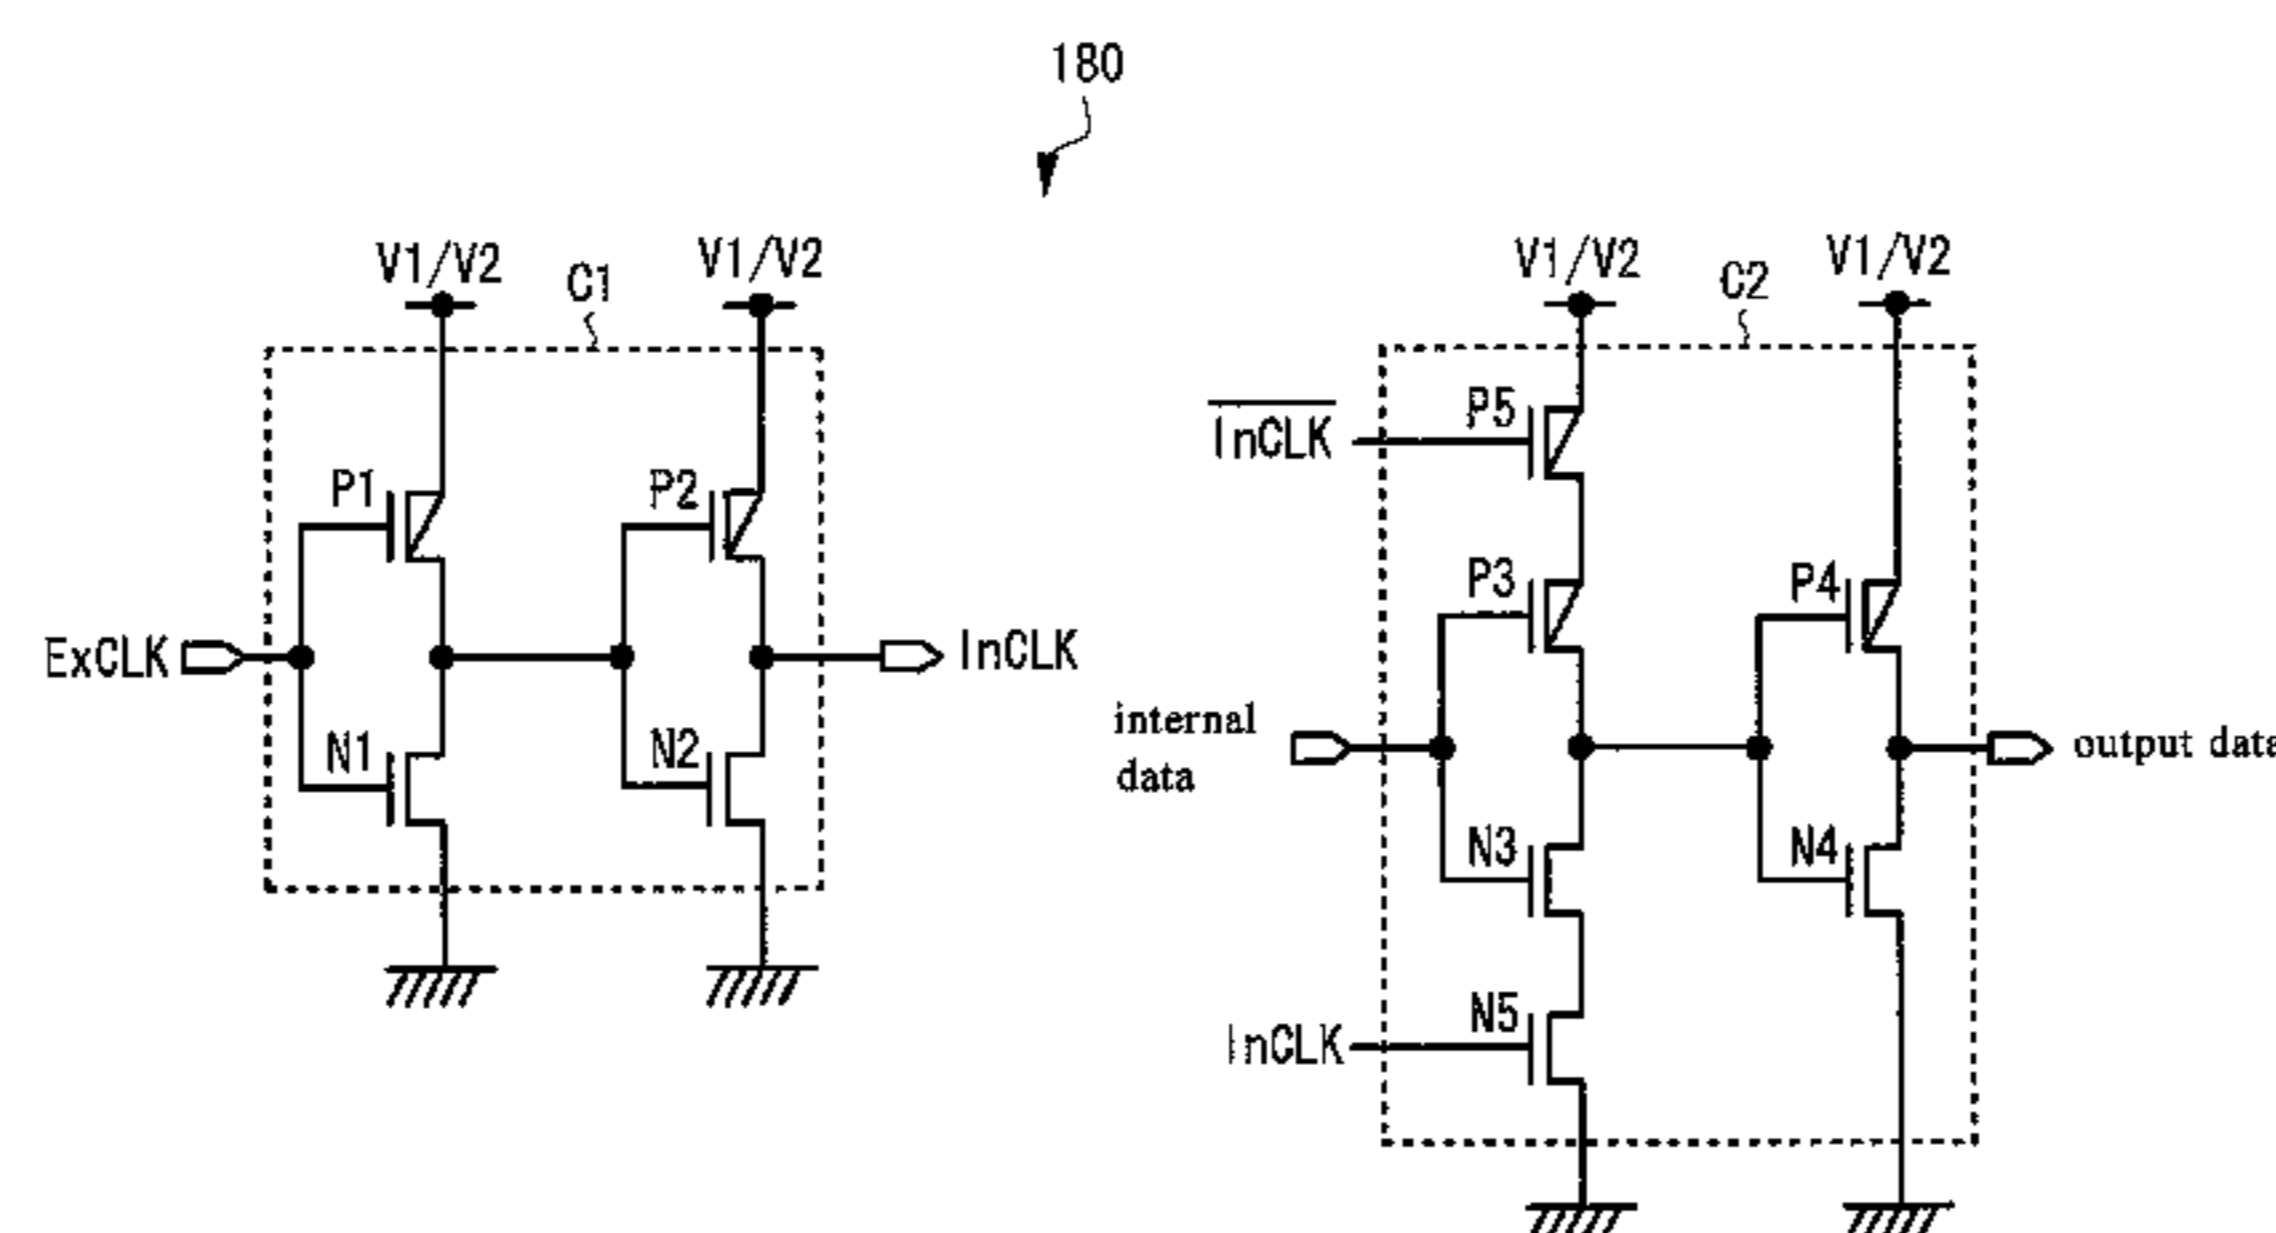 180
V1/V2
C1
V1/V2
P1
P2
ExCLK
InCLK
N1
N2
V1/V2
C2
V1/V2
InCLK
P5
P3
P4
internal
data
output data
N3
N4
InCLK
N5